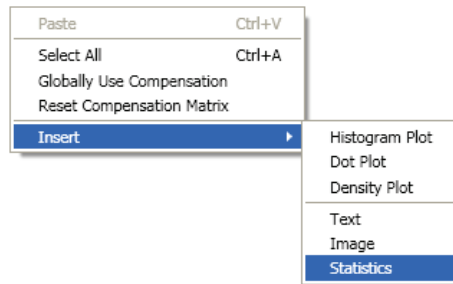 Paste Ctrl+V
Select All Ctrl+A
Globally Use Compensation
Reset Compensation Matrix
Insert
Histogram Plot
Dot Plot
Density Plot
Text
Image
Statistics